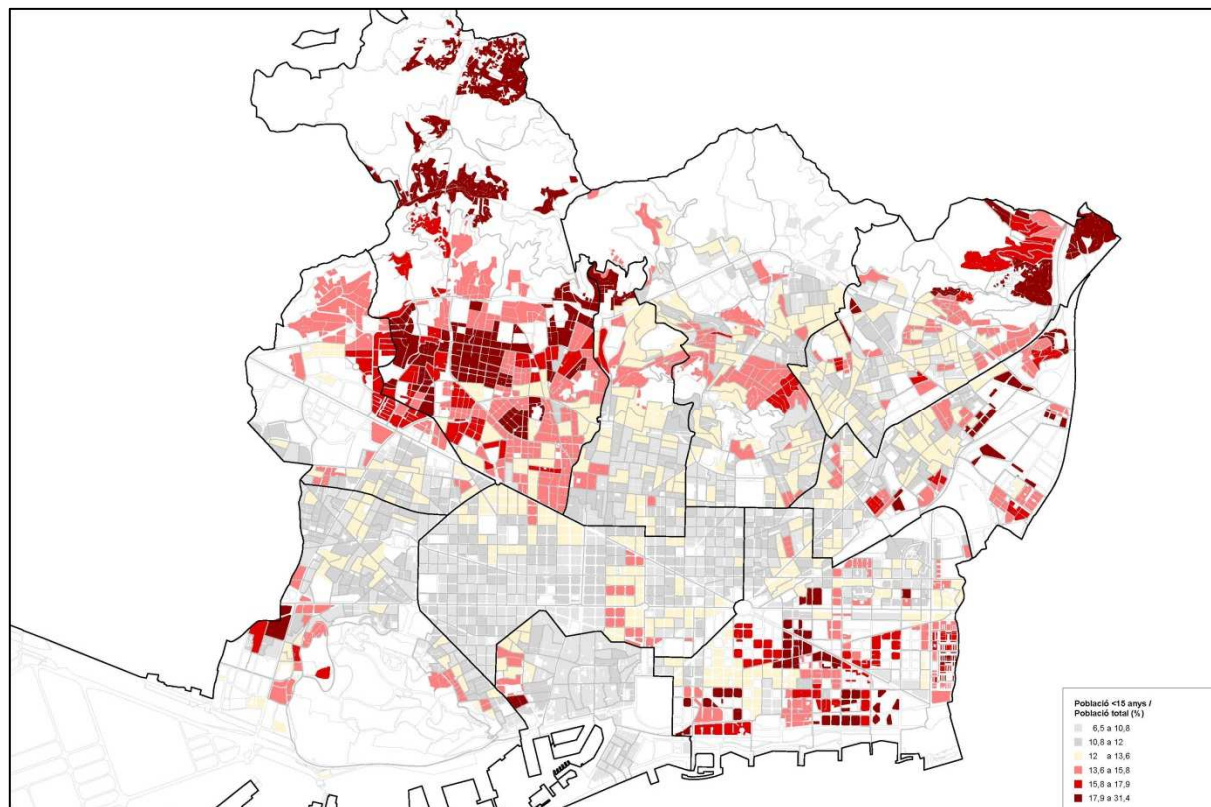 Població <15 anys /
Població total (%)
6,5 a 10,8
10,8 a 12
12 a 13,6
13,6 a 15,8
15,8 a 17,9
17,9 a 31,4